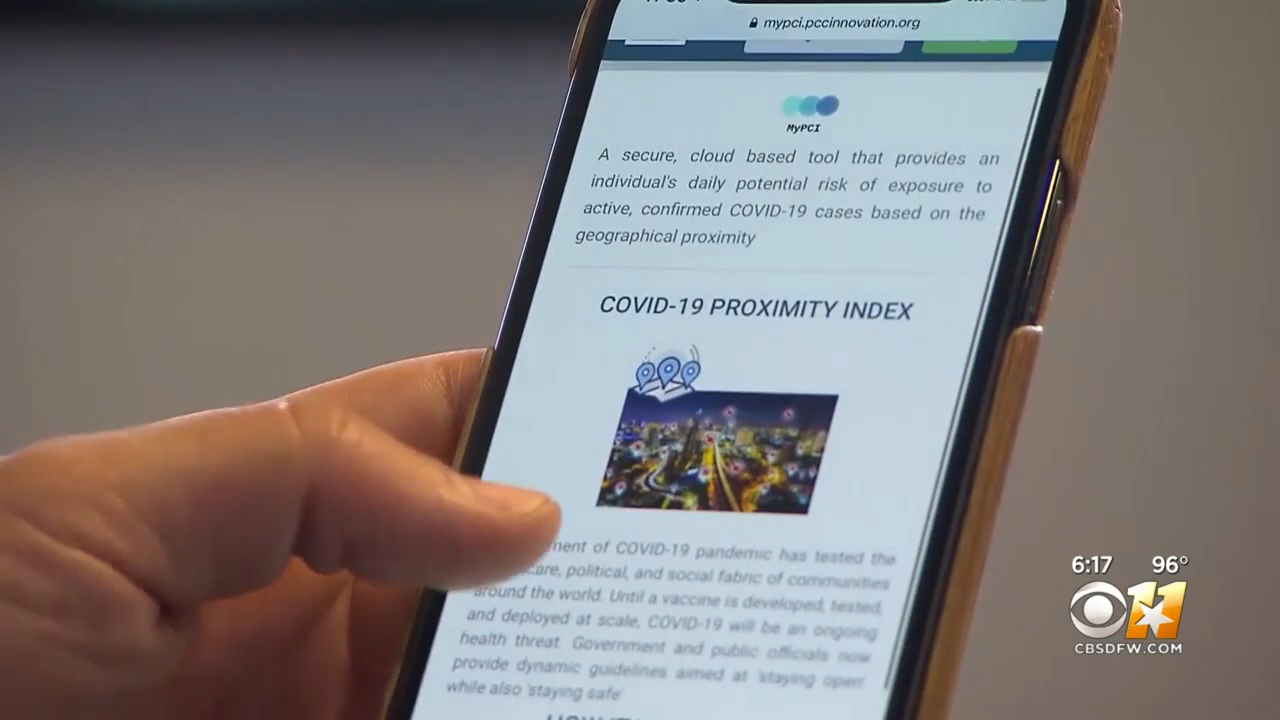 mypci.pccinnovation.org
MyPCI
A secure, cloud based tool that provides an
individual's daily potential risk of exposure to
active, confirmed COVID-19 cases based on the
geographical proximity
COVID-19 PROXIMITY INDEX
of COVID-19 pandemic has tested the
political, and social fabric of communities
around the world. Until a vaccine is developed, tested,
and deployed at scale, COVID-19 will be an ongoing
health threat. Government and public officials now
provide dynamic guidelines aimed at 'staying open'
while also 'staying safe'
6:17 96°
11
CBSDFW.COM